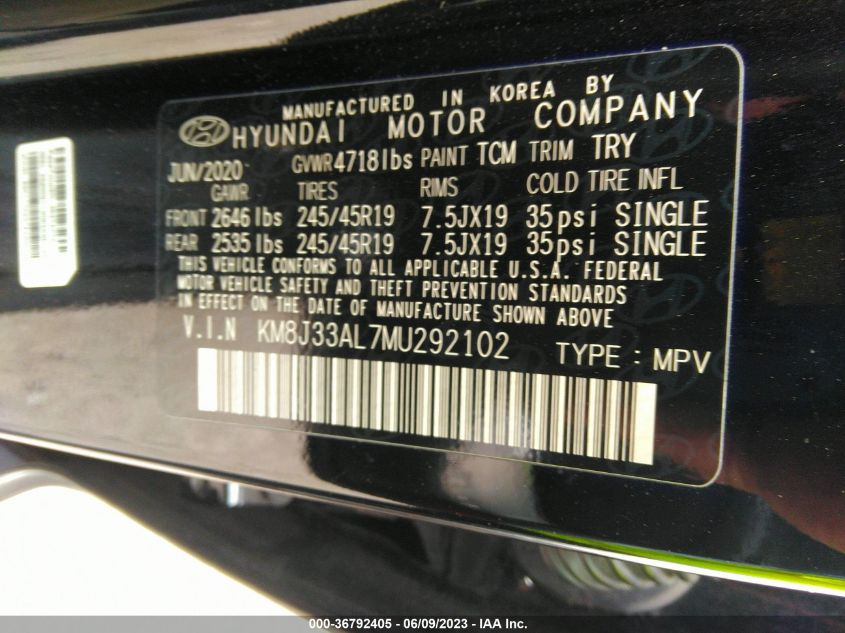 MANUFACTURED IN KOREA BY
HYUNDAI MOTOR COMPANY
JUN/2020 GVWR4718lbs PAINT TCM TRIM TRY
GAWR TIRES RIMS COLD TIRE INFL
FRONT 2646 lbs 245/45R19 7.5JX19 35psi SINGLE
REAR 2535 lbs 245/45R19 7.5JX19 35psi SINGLE
THIS VEHICLE CONFORMS TO ALL APPLICABLE U.S.A. FEDERAL
MOTOR VEHICLE SAFETY AND THEFT PREVENTION STANDARDS
IN EFFECT ON THE DATE OF MANUFACTURE SHOWN ABOVE
V.I.N KM8J33AL7MU292102 TYPE : MPV
000-36792405 - 06/09/2023 - IAA Inc.